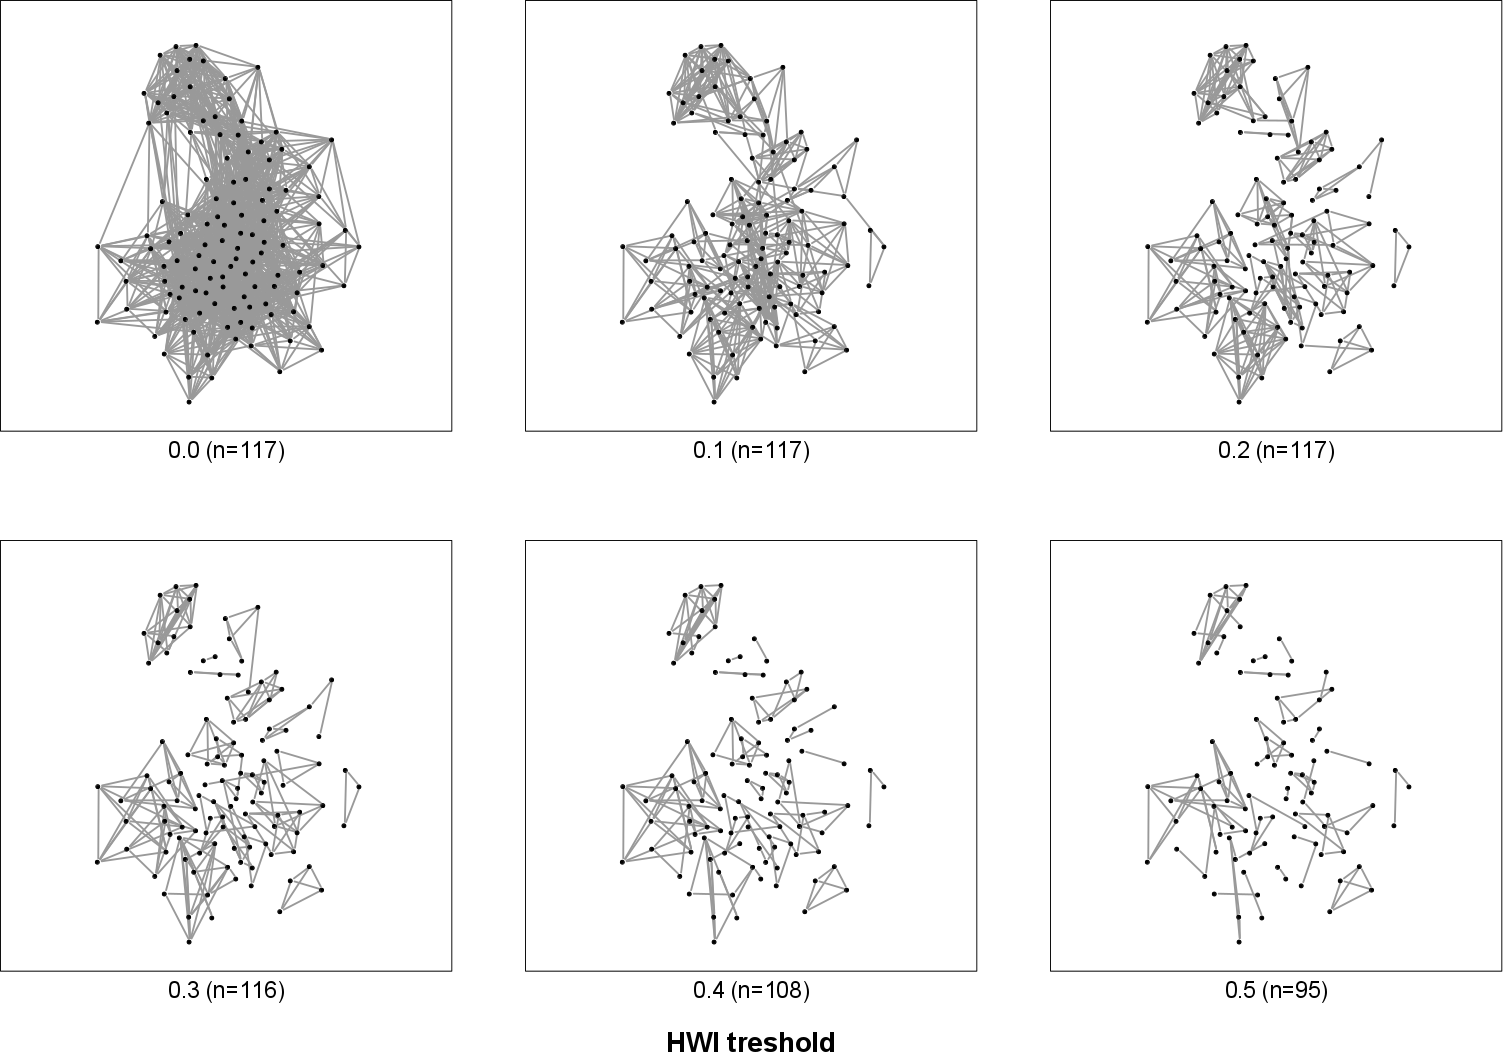 0.0 (n=117)
0.1 (n=117)
0.2 (n=117)
0.3 (n=116)
0.4 (n=108)
0.5 (n=95)
HWI treshold